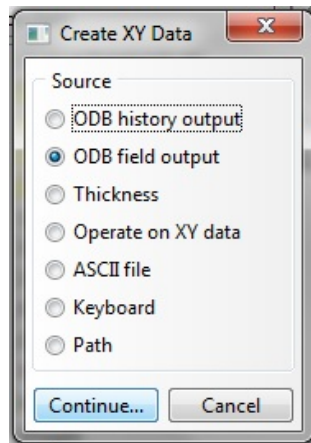 Create XY Data
Source
ODB history output
ODB field output
Thickness
Operate on XY data
ASCII file
Keyboard
Path
Continue... Cancel